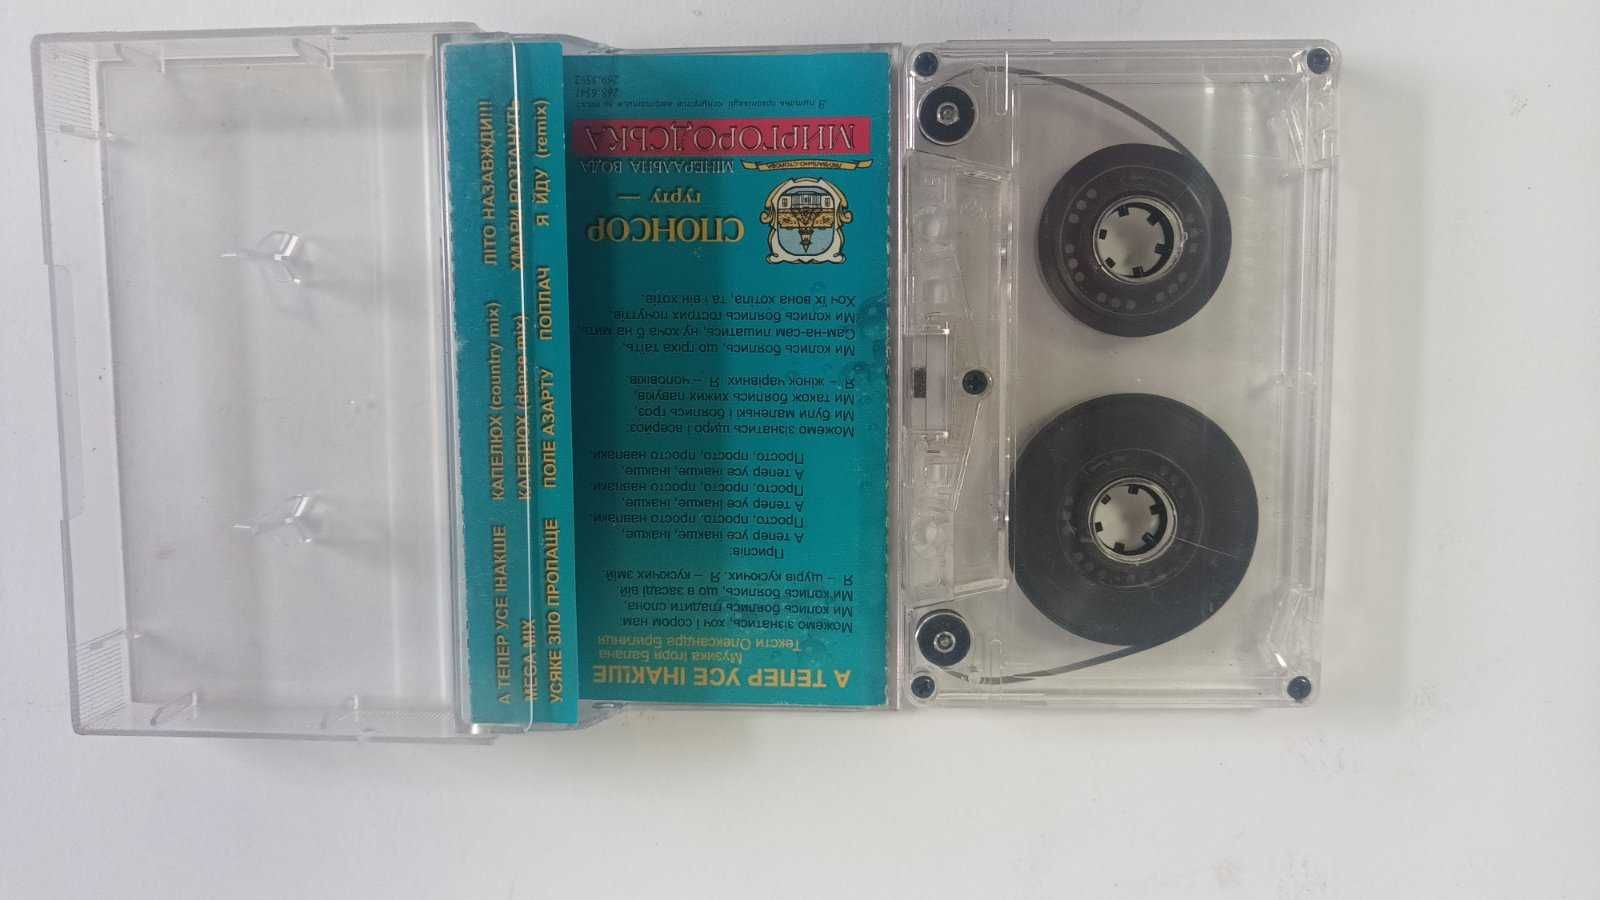 А ТЕПЕР УСЕ ІНАКШЕ КАПЕЛЮХ (country mix) ЛІТО НАЗАВЖДИ!!!
MEGA MIX КАПЕЛЮХ (dance mix) ХМАРИ РОЗТАНУТЬ
УСЯКЕ ЗЛО ПРОПАЩЕ ПОЛЕ АЗАРТУ ПОПЛАЧ Я ЙДУ (remix)
А ТЕПЕР УСЕ ІНАКШЕ
Музика Ігоря Балана
Тексти Олександра Бригинця
Можемо зізнатись, хоч і сором нам:
Ми колись боялись гладити слона,
Ми колись боялись, що в засаді Вій
Я – щурів кусючих. Я – кусючих змій.
Приспів:
А тепер усе інакше, інакше,
Просто, просто, просто навпаки.
А тепер усе інакше, інакше,
Просто, просто, просто навпаки
А тепер усе інакше, інакше,
Просто, просто, просто навпаки.
Можемо зізнатись щиро і всерйоз:
Ми були маленькі і боялись гроз,
Ми також боялись хижих павуків,
Я – жінок чарівних Я – чоловіків.
Ми колись боялись, що гріха таїть,
Сам-на-сам лишатись, ну хоча б на мить,
Ми колись боялись гострих почуттів,
Хоч їх вона хотіла, та і він хотів.
СПОНСОР
гурту —
МІНЕРАЛЬНА ВОДА
МИРГОРОДСЬКА
268.6541
269.5592